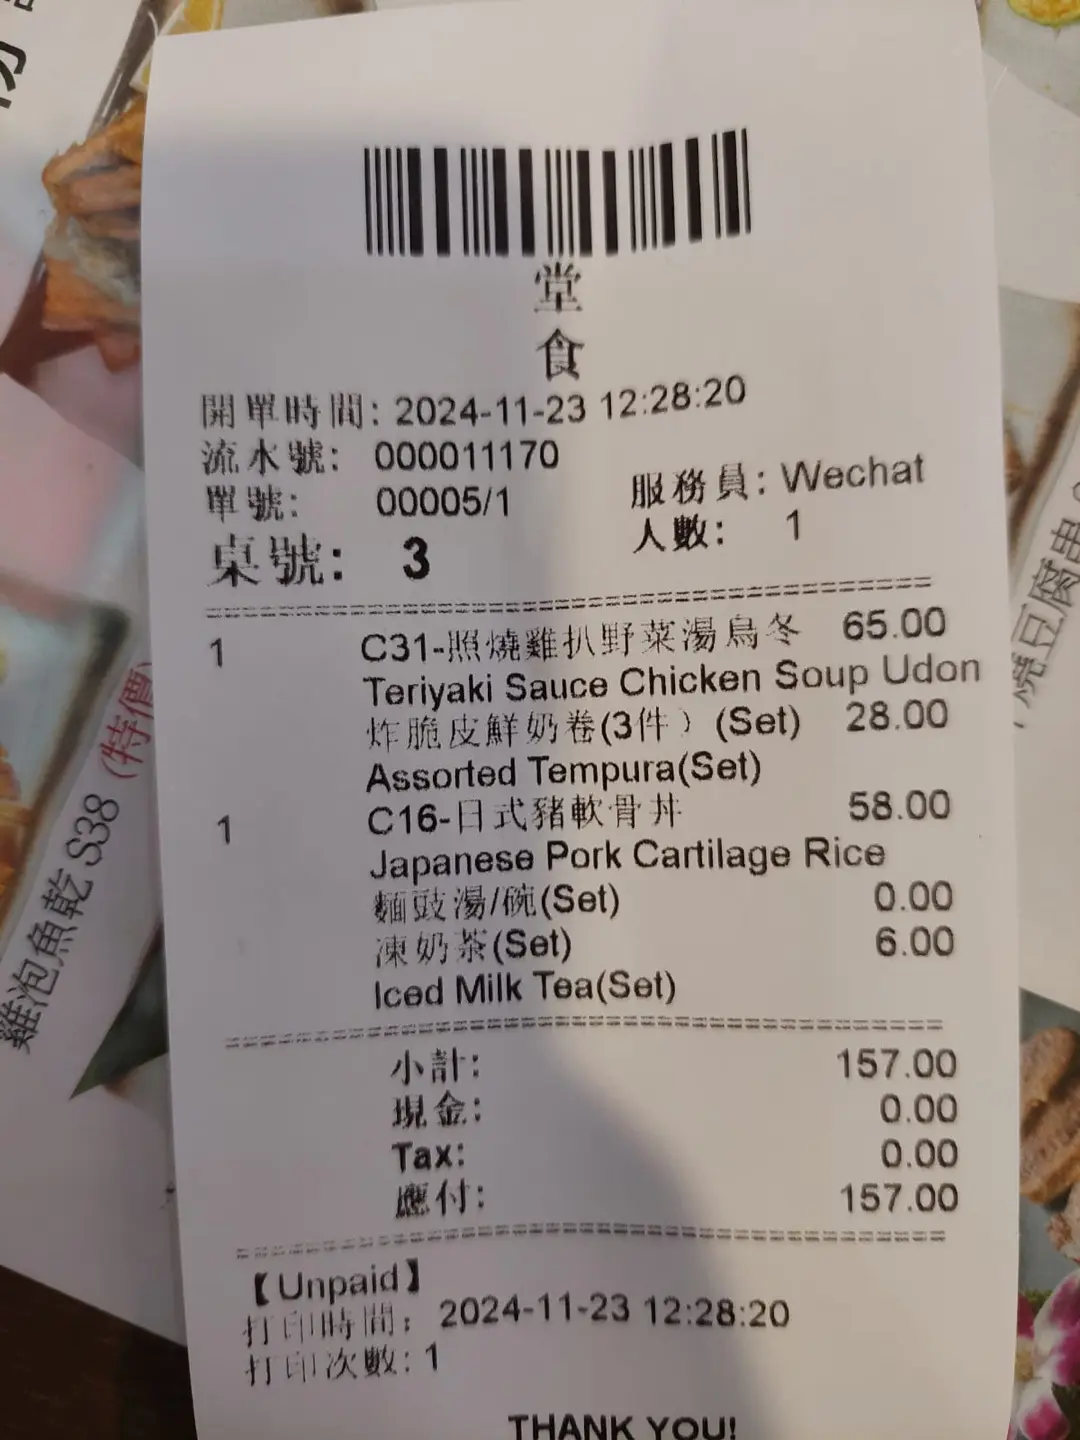 堂
食
開單時間: 2024-11-23 12:28:20
流水號: 000011170
單號: 00005/1 服務員: Wechat
桌號: 3 人數: 1
1 C31-照燒雞扒野菜湯烏冬 65.00
Teriyaki Sauce Chicken Soup Udon
炸脆皮鮮奶卷(3件）(Set) 28.00
Assorted Tempura(Set)
1 C16-日式豬軟骨丼 58.00
Japanese Pork Cartilage Rice
麵豉湯/碗(Set) 0.00
凍奶茶(Set) 6.00
Iced Milk Tea(Set)
小計: 157.00
現金: 0.00
Tax: 0.00
應付: 157.00
【Unpaid】
打印時間: 2024-11-23 12:28:20
打印次數: 1
THANK YOU!
雞泡魚乾 S38 (特價)
燒豆腐串